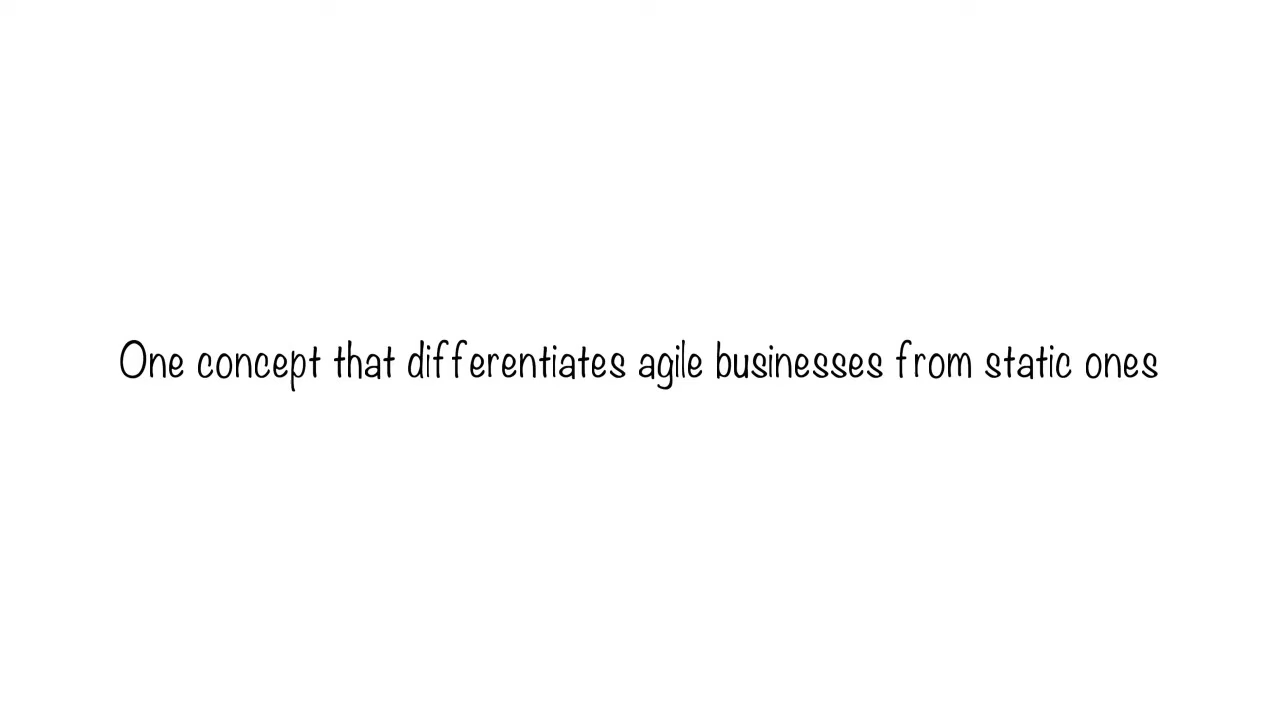 One concept that differentiates agile businesses from static ones